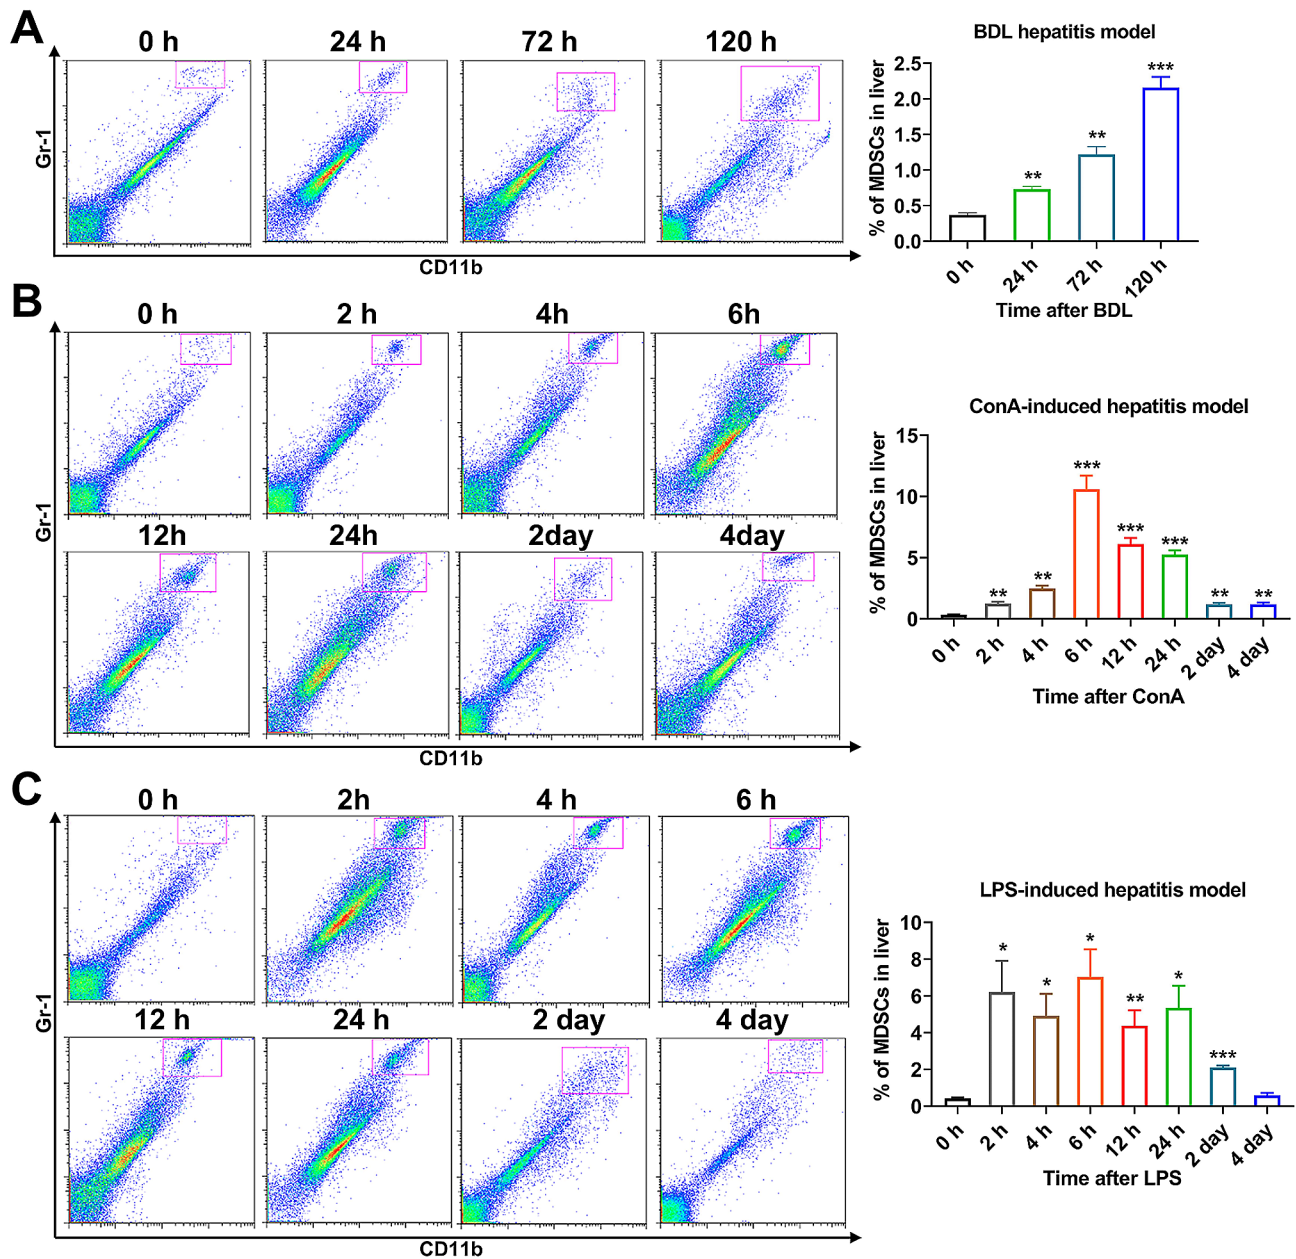 A
0 h
24 h
72 h
120 h
Gr-1
CD11b
BDL hepatitis model
% of MDSCs in liver
2.5
2.0
1.5
1.0
0.5
0.0
**
**
***
0 h
24 h
72 h
120 h
Time after BDL
B
0 h
2 h
4h
6h
12h
24h
2day
4day
Gr-1
CD11b
ConA-induced hepatitis model
% of MDSCs in liver
15
10
5
0
**
**
***
***
***
**
**
0 h
2 h
4 h
6 h
12 h
24 h
2 day
4 day
Time after ConA
C
0 h
2h
4 h
6 h
12 h
24 h
2 day
4 day
Gr-1
CD11b
LPS-induced hepatitis model
% of MDSCs in liver
10
8
6
4
2
0
*
*
*
**
*
***
0 h
2 h
4 h
6 h
12 h
24 h
2 day
4 day
Time after LPS